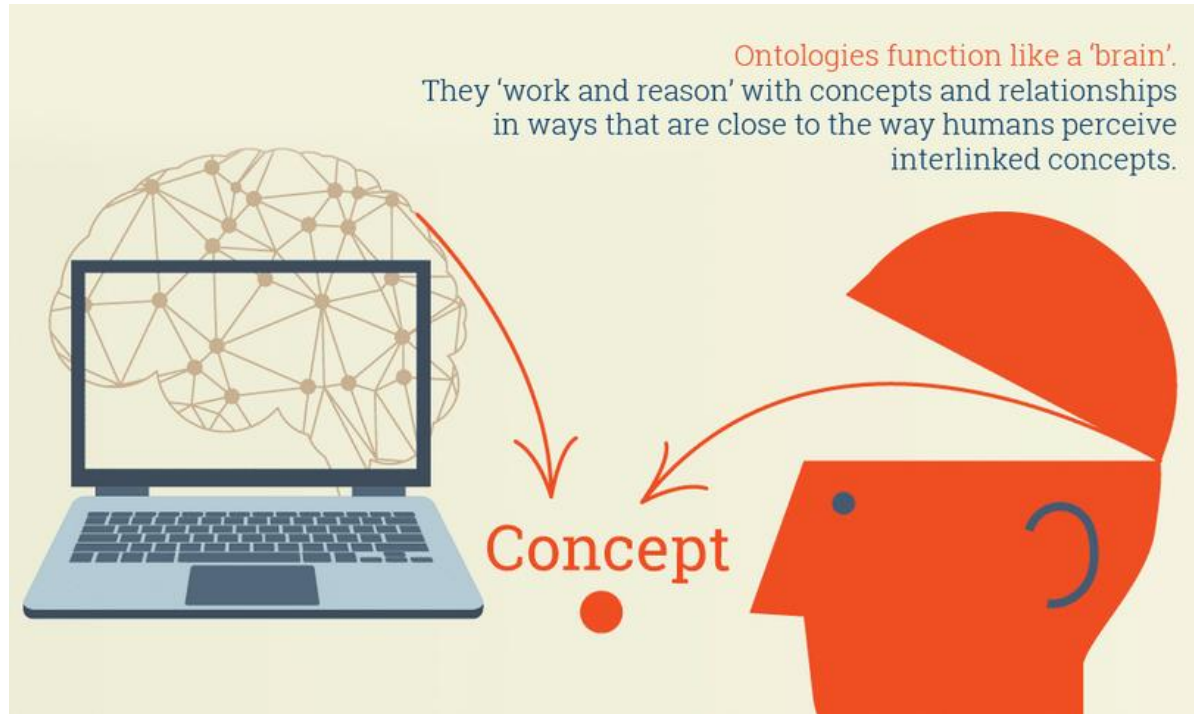 Ontologies function like a ‘brain’.
They ‘work and reason’ with concepts and relationships
in ways that are close to the way humans perceive
interlinked concepts.
Concept